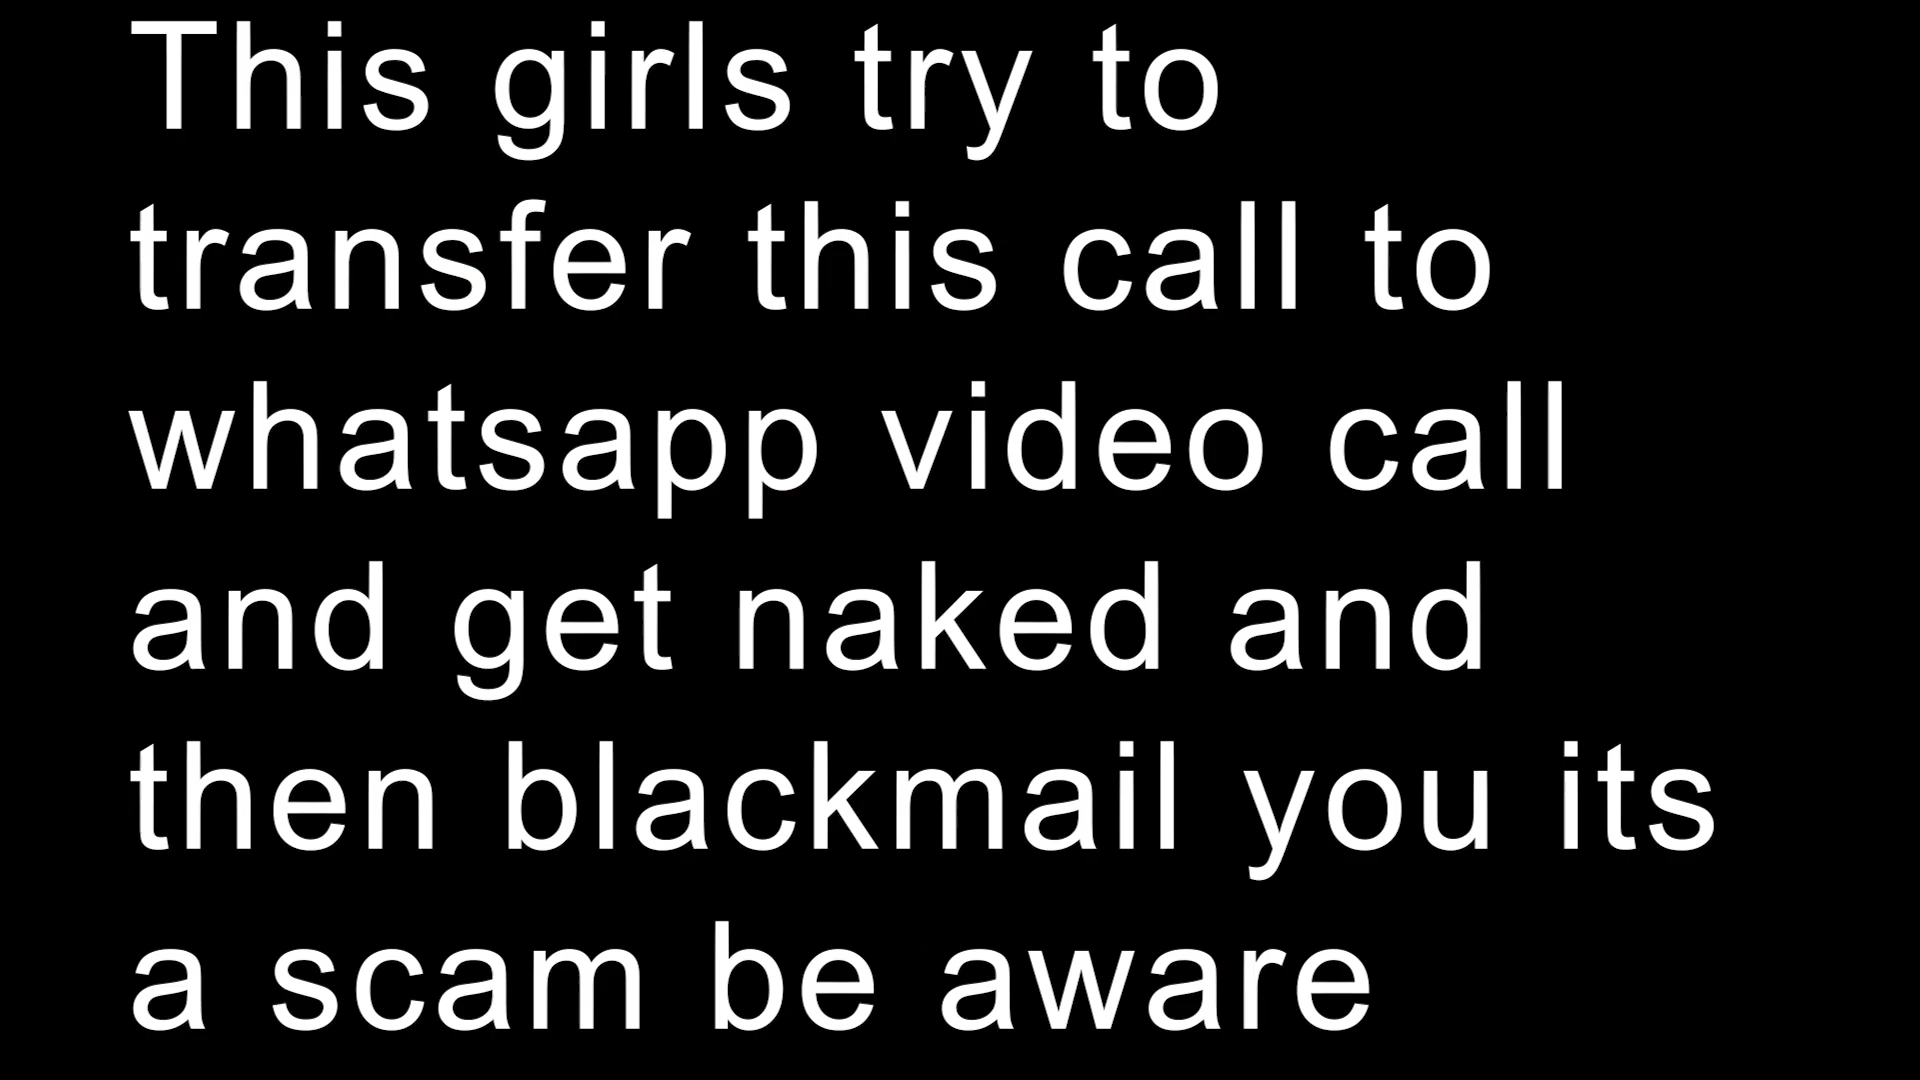 This girls try to
transfer this call to
whatsapp video call
and get naked and
then blackmail you its
a scam be aware